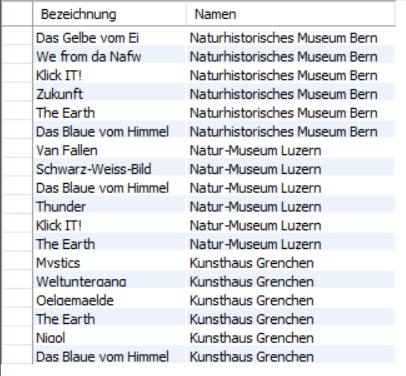 Bezeichnung Namen
Das Gelbe vom Ei Naturhistorisches Museum Bern
We from da Nafw Naturhistorisches Museum Bern
Klick IT! Naturhistorisches Museum Bern
Zukunft Naturhistorisches Museum Bern
The Earth Naturhistorisches Museum Bern
Das Blaue vom Himmel Naturhistorisches Museum Bern
Van Fallen Natur-Museum Luzern
Schwarz-Weiss-Bild Natur-Museum Luzern
Das Blaue vom Himmel Natur-Museum Luzern
Thunder Natur-Museum Luzern
Klick IT! Natur-Museum Luzern
The Earth Natur-Museum Luzern
Mystics Kunsthaus Grenchen
Weltuntergang Kunsthaus Grenchen
Oelgemaelde Kunsthaus Grenchen
The Earth Kunsthaus Grenchen
Nigol Kunsthaus Grenchen
Das Blaue vom Himmel Kunsthaus Grenchen